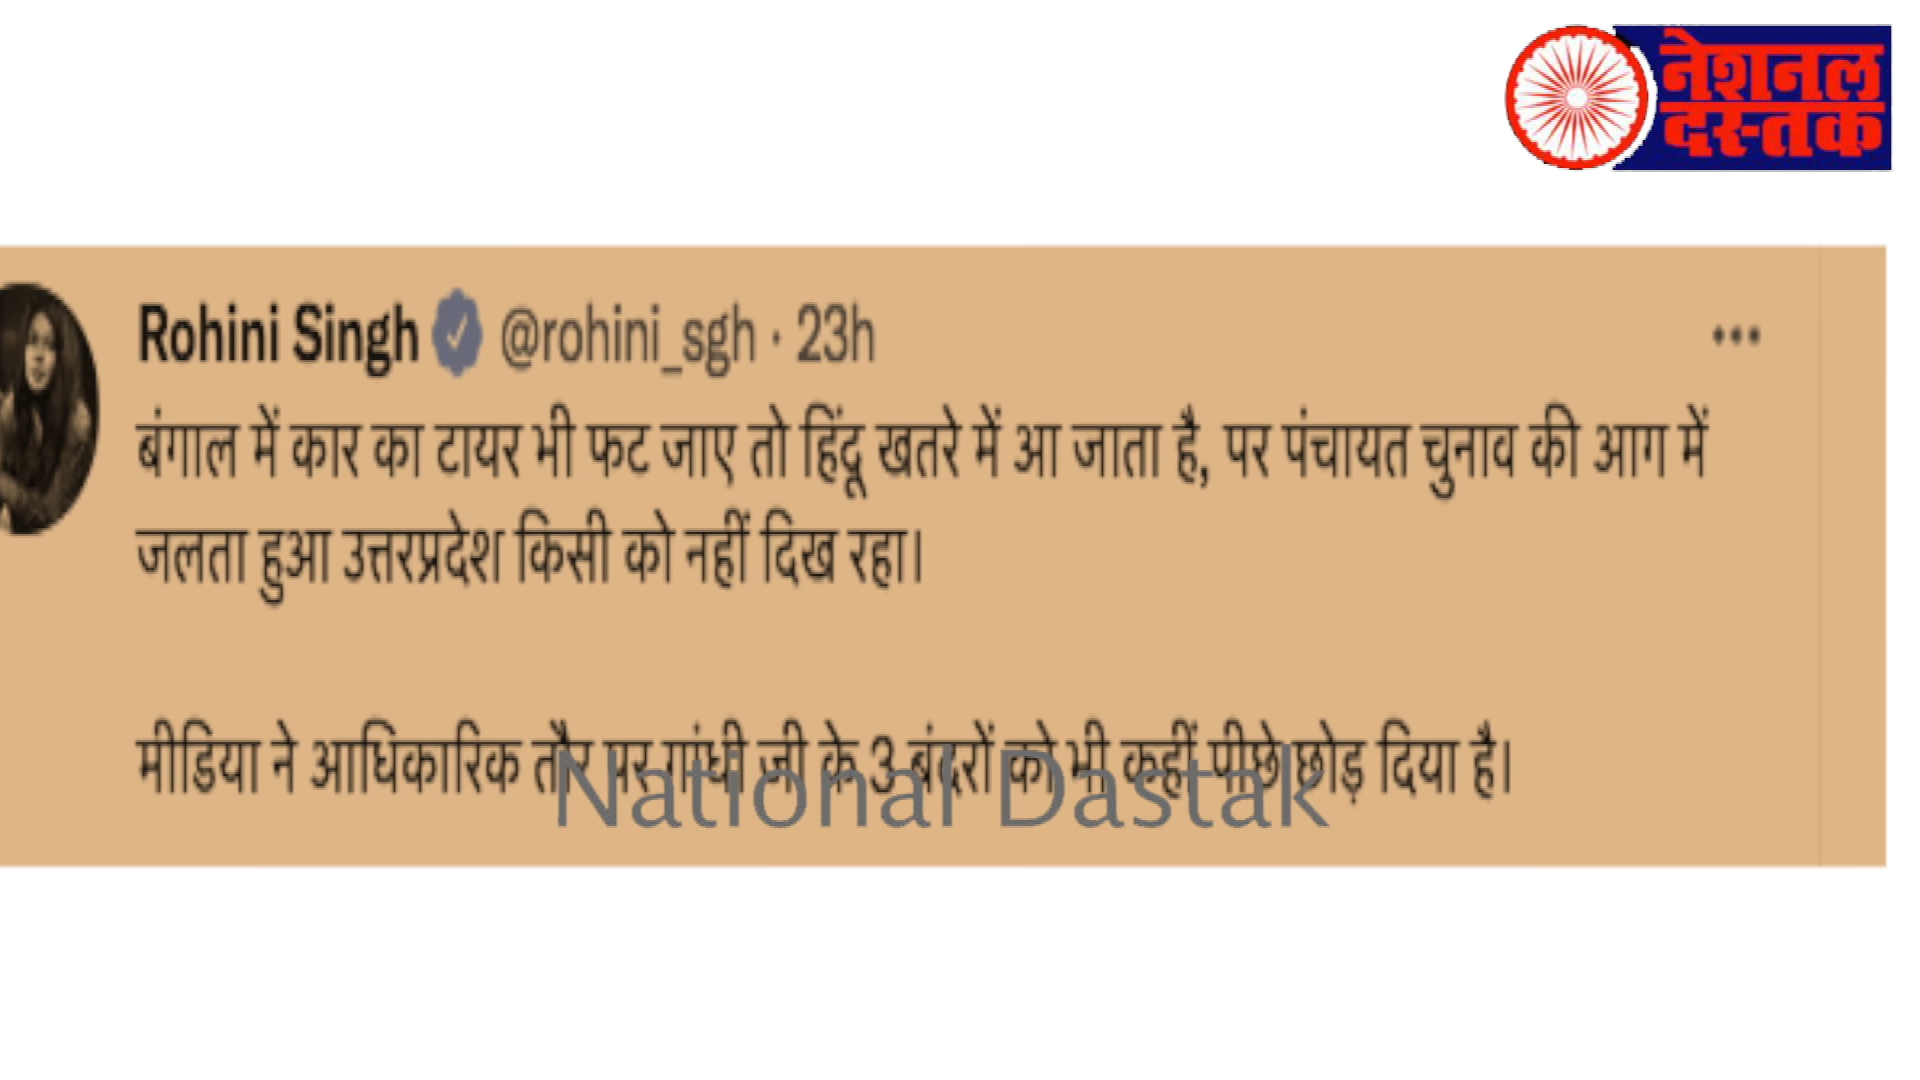 नेशनल
दस्तक
Rohini Singh @rohini_sgh · 23h
बंगाल में कार का टायर भी फट जाए तो हिंदू खतरे में आ जाता है, पर पंचायत चुनाव की आग में
जलता हुआ उत्तरप्रदेश किसी को नहीं दिख रहा।
मीडिया ने आधिकारिक तौर पर गांधी जी के 3 बंदरों को भी कहीं पीछे छोड़ दिया है।
National Dastak